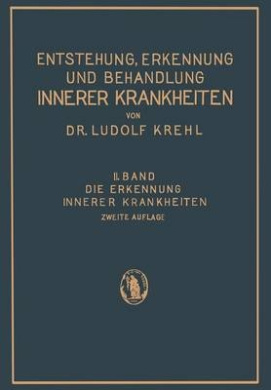 ENTSTEHUNG, ERKENNUNG
UND BEHANDLUNG
INNERER KRANKHEITEN
VON
DR. LUDOLF KREHL
II. BAND
DIE ERKENNUNG
INNERER KRANKHEITEN
ZWEITE AUFLAGE